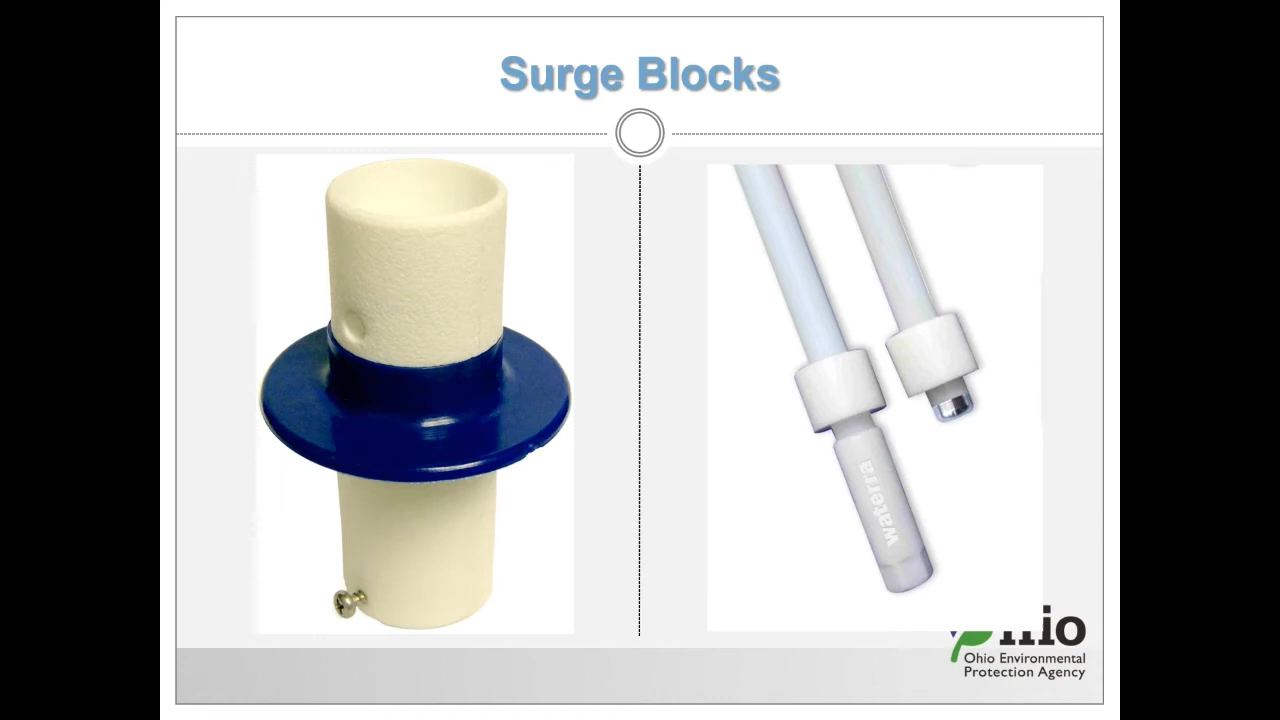 Surge Blocks
waterra
Ohio Environmental
Protection Agency